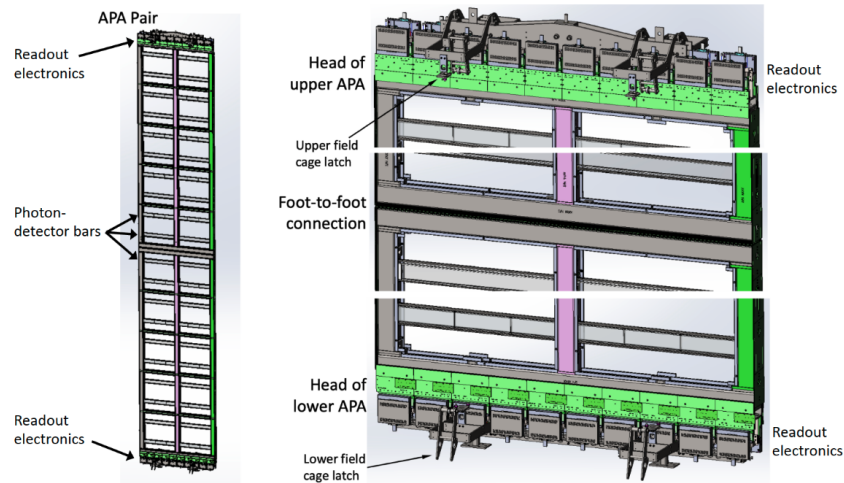 APA Pair
Readout
electronics
Photon-
detector bars
Readout
electronics
Head of
upper APA
Readout
electronics
Upper field
cage latch
Foot-to-foot
connection
Head of
lower APA
Readout
electronics
Lower field
cage latch